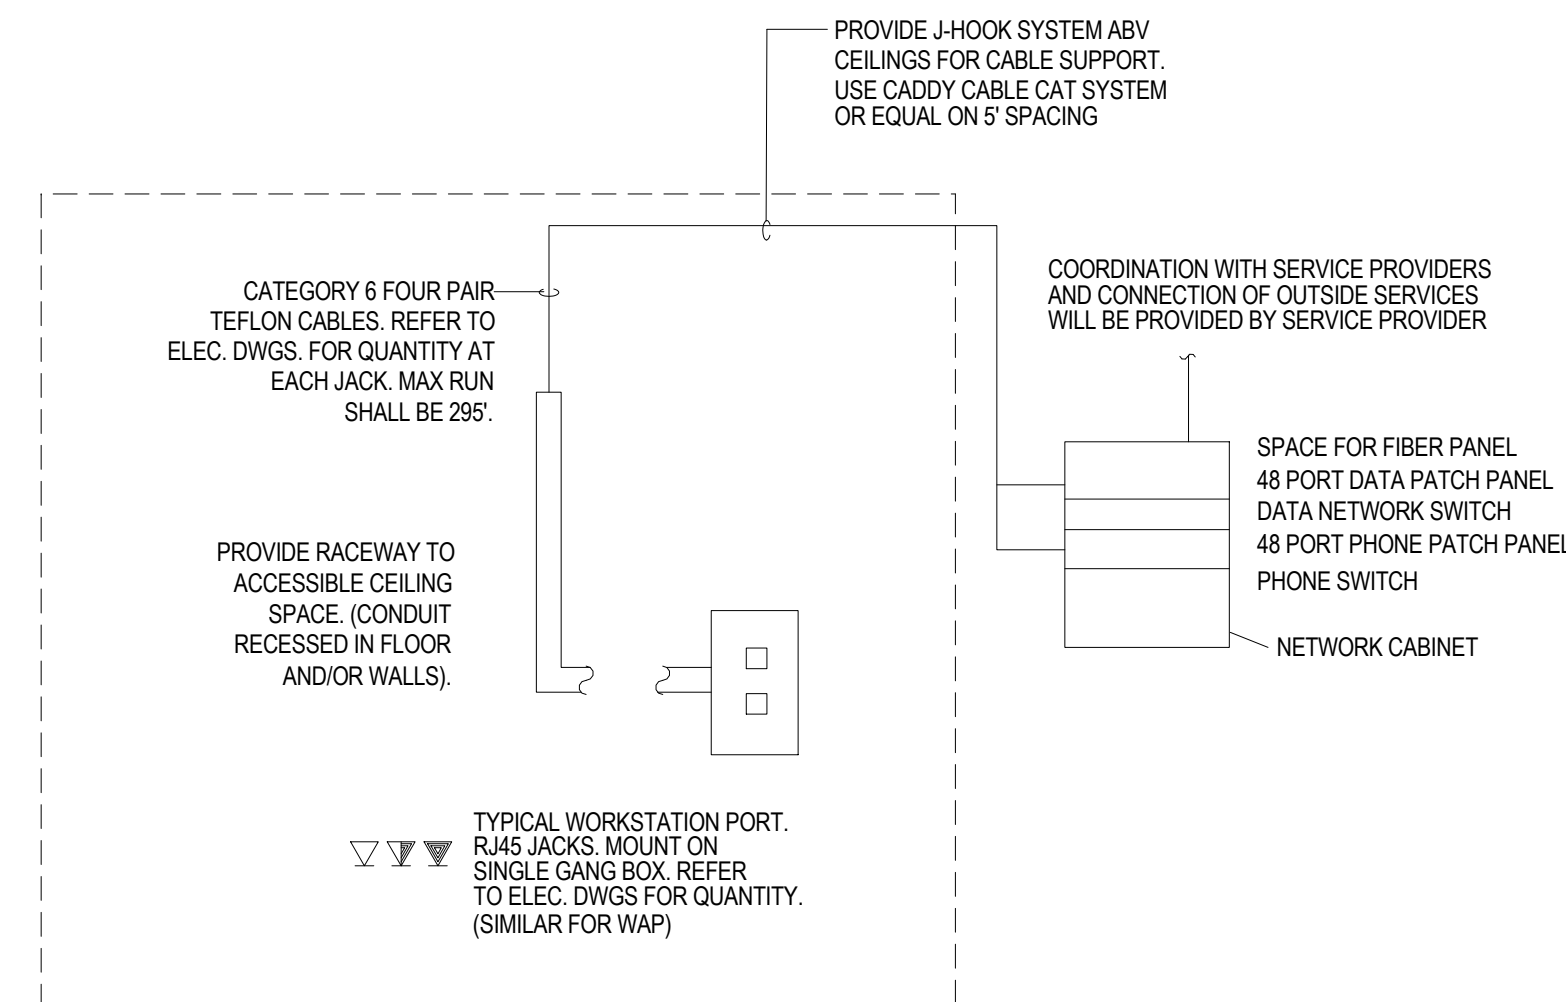 PROVIDE J-HOOK SYSTEM ABV
CEILINGS FOR CABLE SUPPORT.
USE CADDY CABLE CAT SYSTEM
OR EQUAL ON 5' SPACING
CATEGORY 6 FOUR PAIR
TEFLON CABLES. REFER TO
ELEC. DWGS. FOR QUANTITY AT
EACH JACK. MAX RUN
SHALL BE 295'.
COORDINATION WITH SERVICE PROVIDERS
AND CONNECTION OF OUTSIDE SERVICES
WILL BE PROVIDED BY SERVICE PROVIDER
SPACE FOR FIBER PANEL
48 PORT DATA PATCH PANEL
DATA NETWORK SWITCH
48 PORT PHONE PATCH PANEL
PHONE SWITCH
NETWORK CABINET
PROVIDE RACEWAY TO
ACCESSIBLE CEILING
SPACE. (CONDUIT
RECESSED IN FLOOR
AND/OR WALLS).
TYPICAL WORKSTATION PORT.
RJ45 JACKS. MOUNT ON
SINGLE GANG BOX. REFER
TO ELEC. DWGS FOR QUANTITY.
(SIMILAR FOR WAP)